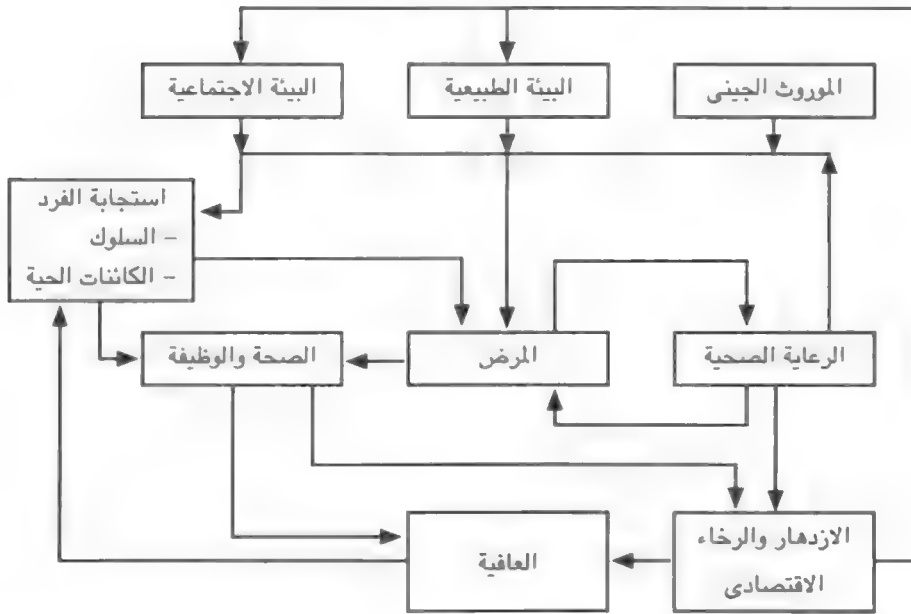 الموروث الجينى
البيئة الطبيعية
البيئة الاجتماعية
استجابة الفرد
– السلوك
– الكائنات الحية
الرعاية الصحية
المرض
الصحة والوظيفة
الازدهار والرخاء
الاقتصادى
العافية